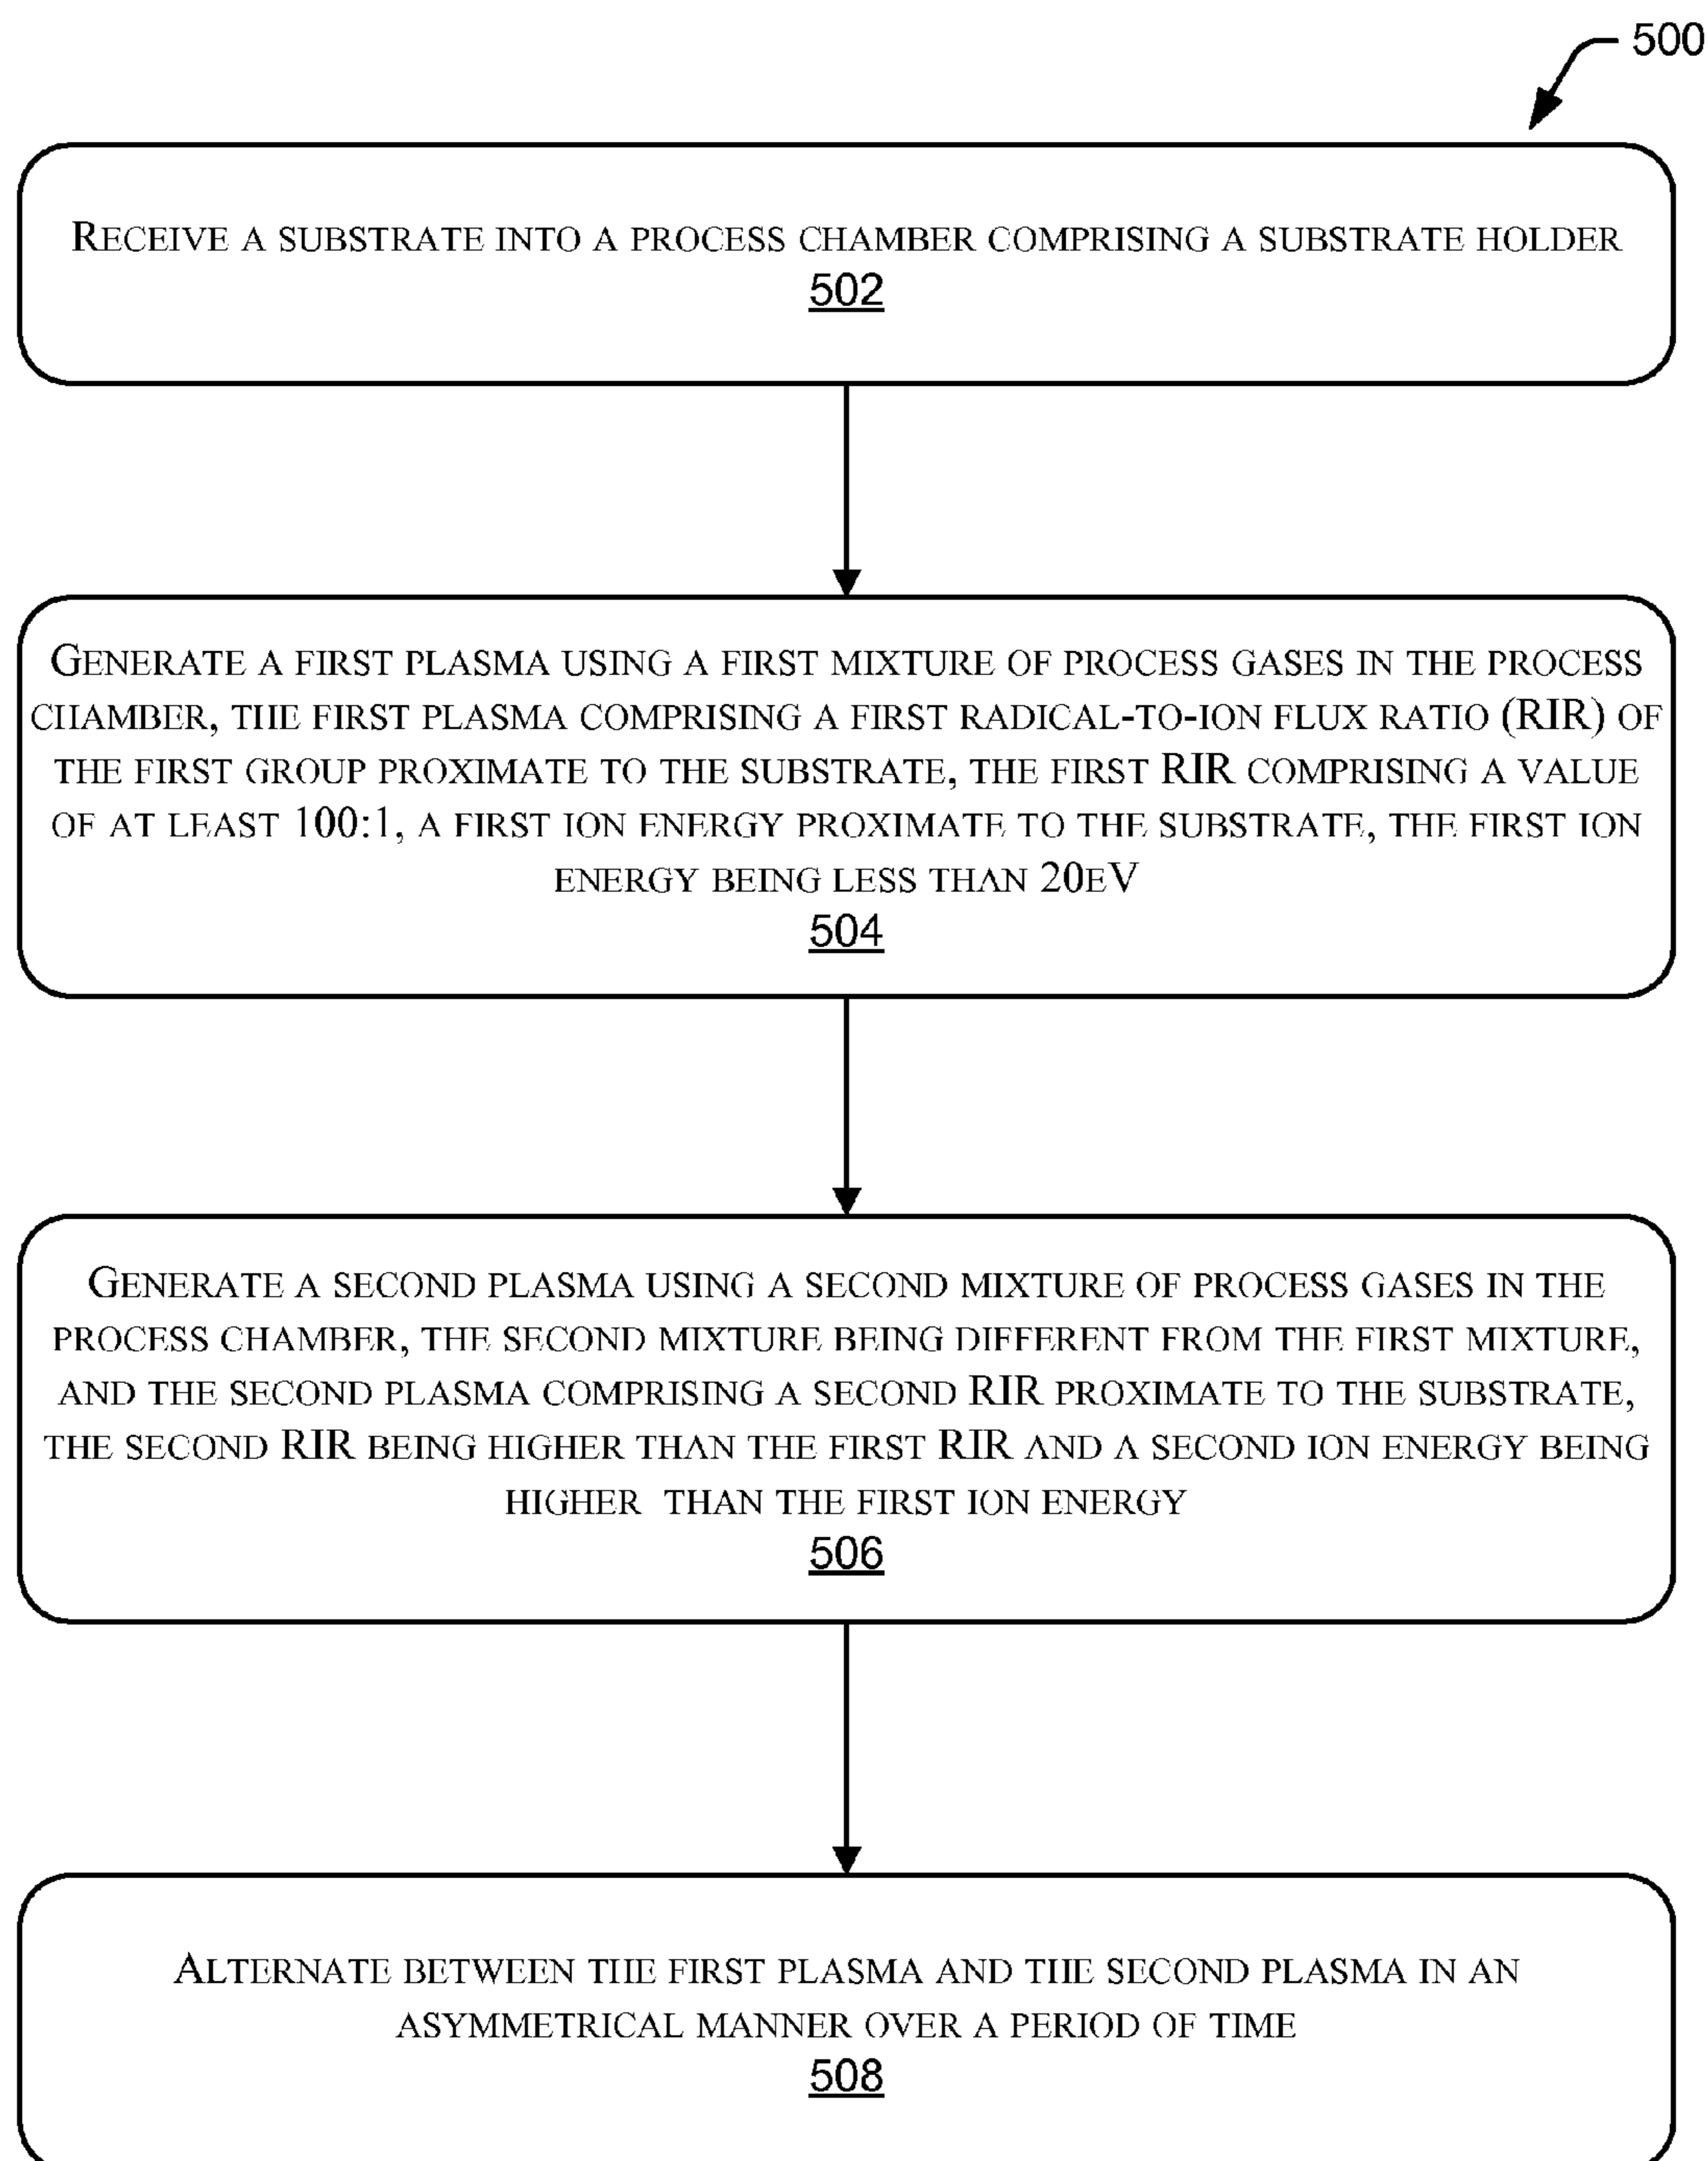 500
RECEIVE A SUBSTRATE INTO A PROCESS CHAMBER COMPRISING A SUBSTRATE HOLDER
502
GENERATE A FIRST PLASMA USING A FIRST MIXTURE OF PROCESS GASES IN THE PROCESS
CHAMBER, THE FIRST PLASMA COMPRISING A FIRST RADICAL-TO-ION FLUX RATIO (RIR) OF
THE FIRST GROUP PROXIMATE TO THE SUBSTRATE, THE FIRST RIR COMPRISING A VALUE
OF AT LEAST 100:1, A FIRST ION ENERGY PROXIMATE TO THE SUBSTRATE, THE FIRST ION
ENERGY BEING LESS THAN 20EV
504
GENERATE A SECOND PLASMA USING A SECOND MIXTURE OF PROCESS GASES IN THE
PROCESS CHAMBER, THE SECOND MIXTURE BEING DIFFERENT FROM THE FIRST MIXTURE,
AND THE SECOND PLASMA COMPRISING A SECOND RIR PROXIMATE TO THE SUBSTRATE,
THE SECOND RIR BEING HIGHER THAN THE FIRST RIR AND A SECOND ION ENERGY BEING
HIGHER THAN THE FIRST ION ENERGY
506
ALTERNATE BETWEEN THE FIRST PLASMA AND THE SECOND PLASMA IN AN
ASYMMETRICAL MANNER OVER A PERIOD OF TIME
508